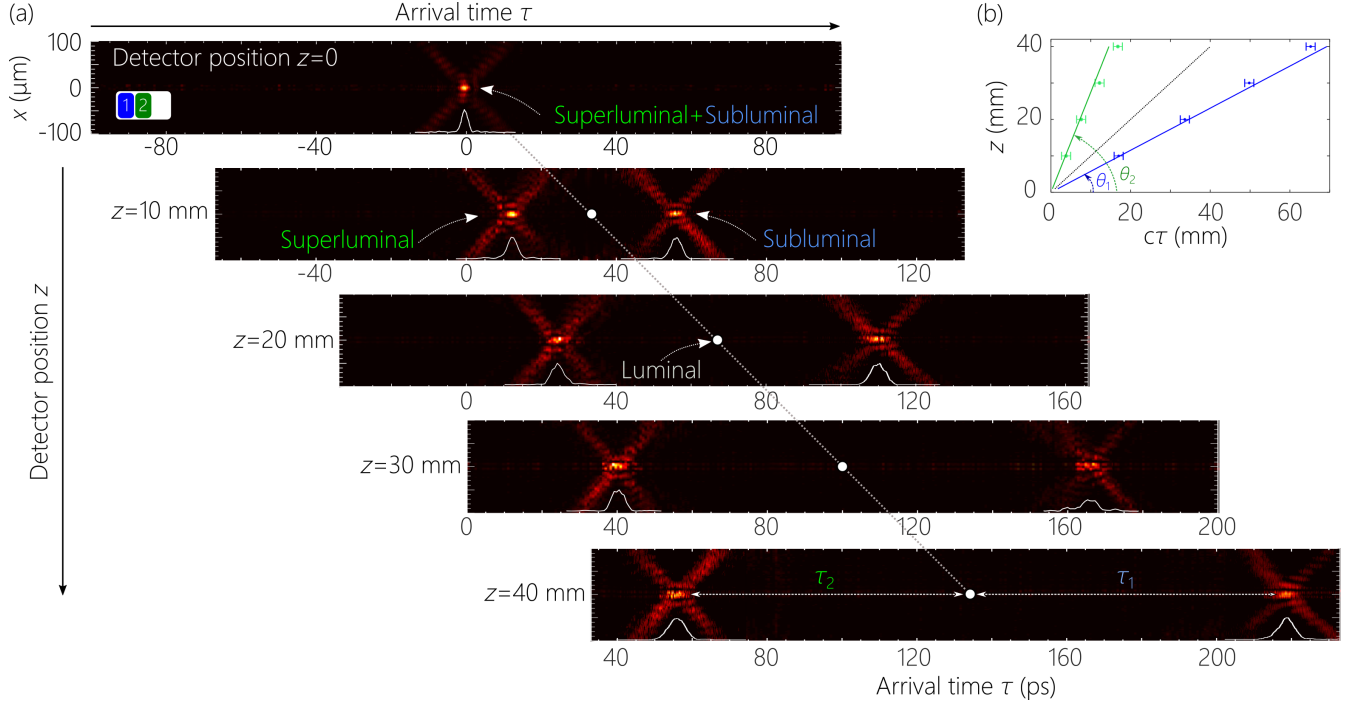 (a)
Arrival time τ
100
0
-100
x (µm)
Detector position z=0
1 2
Superluminal+Subluminal
-80 -40 0 40 80
Detector position z
z=10 mm
Superluminal
Subluminal
-40 0 40 80 120
z=20 mm
Luminal
0 40 80 120 160
z=30 mm
0 40 80 120 160 200
z=40 mm
τ2
τ1
40 80 120 160 200
Arrival time τ (ps)
(b)
40
20
0
z (mm)
θ1
θ2
0 20 40 60
cτ (mm)